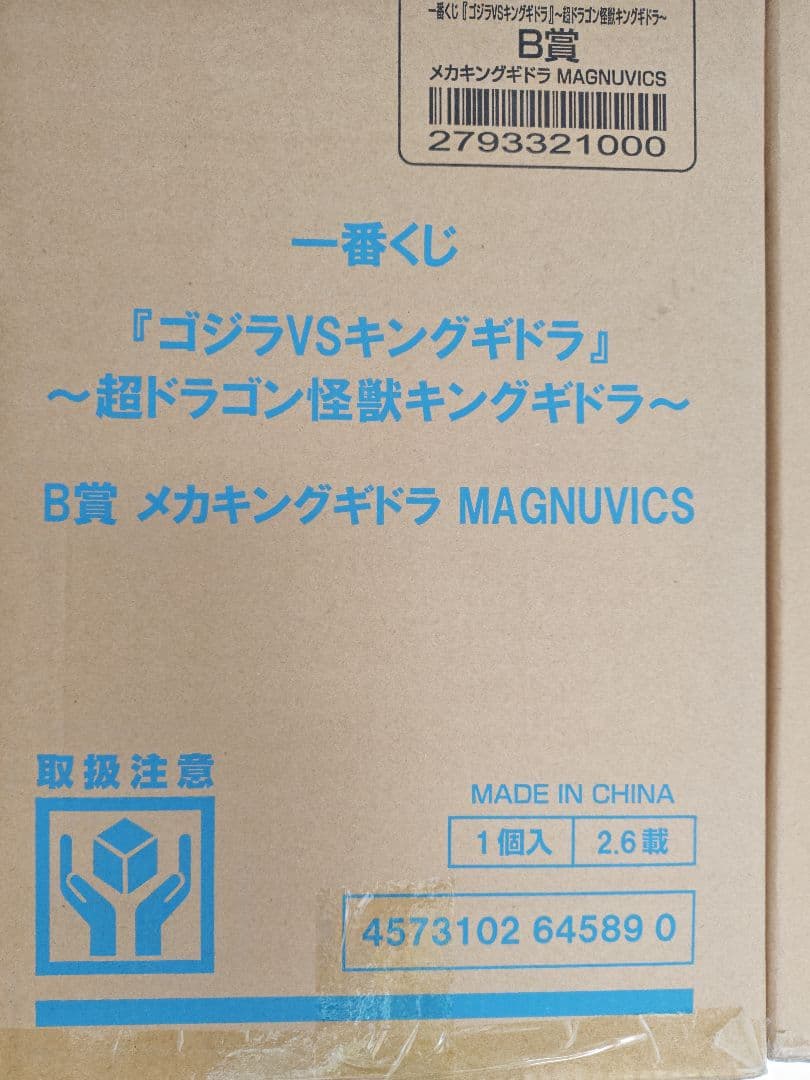 一番くじ『ゴジラVSキングギドラ』～超ドラゴン怪獣キングギドラ～
B賞
メカキングギドラ MAGNUVICS
2793321000
一番くじ
『ゴジラVSキングギドラ』
～超ドラゴン怪獣キングギドラ～
B賞 メカキングギドラ MAGNUVICS
取扱注意
MADE IN CHINA
1個入 2.6載
4573102 64589 0